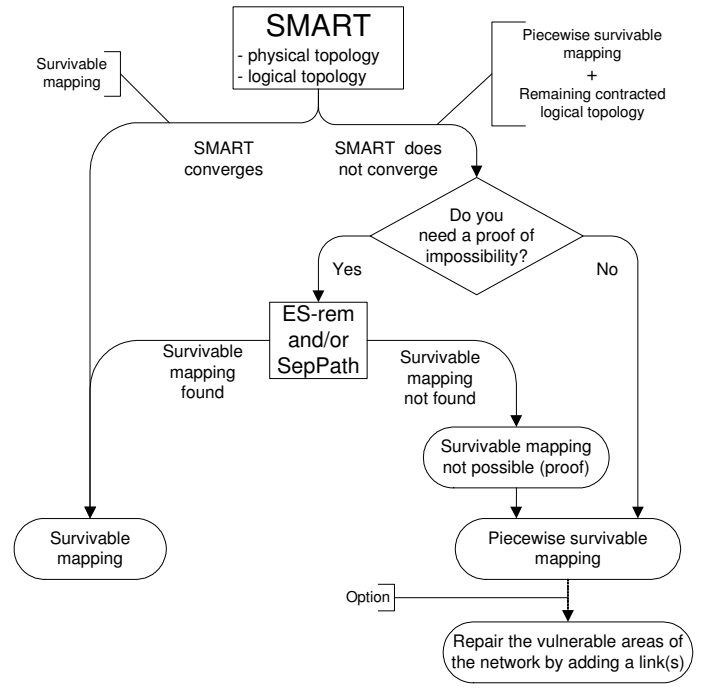 SMART
- physical topology
- logical topology
Survivable
mapping
Piecewise survivable
mapping
+
Remaining contracted
logical topology
SMART
converges
SMART does
not converge
Do you
need a proof of
impossibility?
Yes
No
ES-rem
and/or
SepPath
Survivable
mapping
found
Survivable
mapping
not found
Survivable mapping
not possible (proof)
Survivable
mapping
Piecewise survivable
mapping
Option
Repair the vulnerable areas of
the network by adding a link(s)